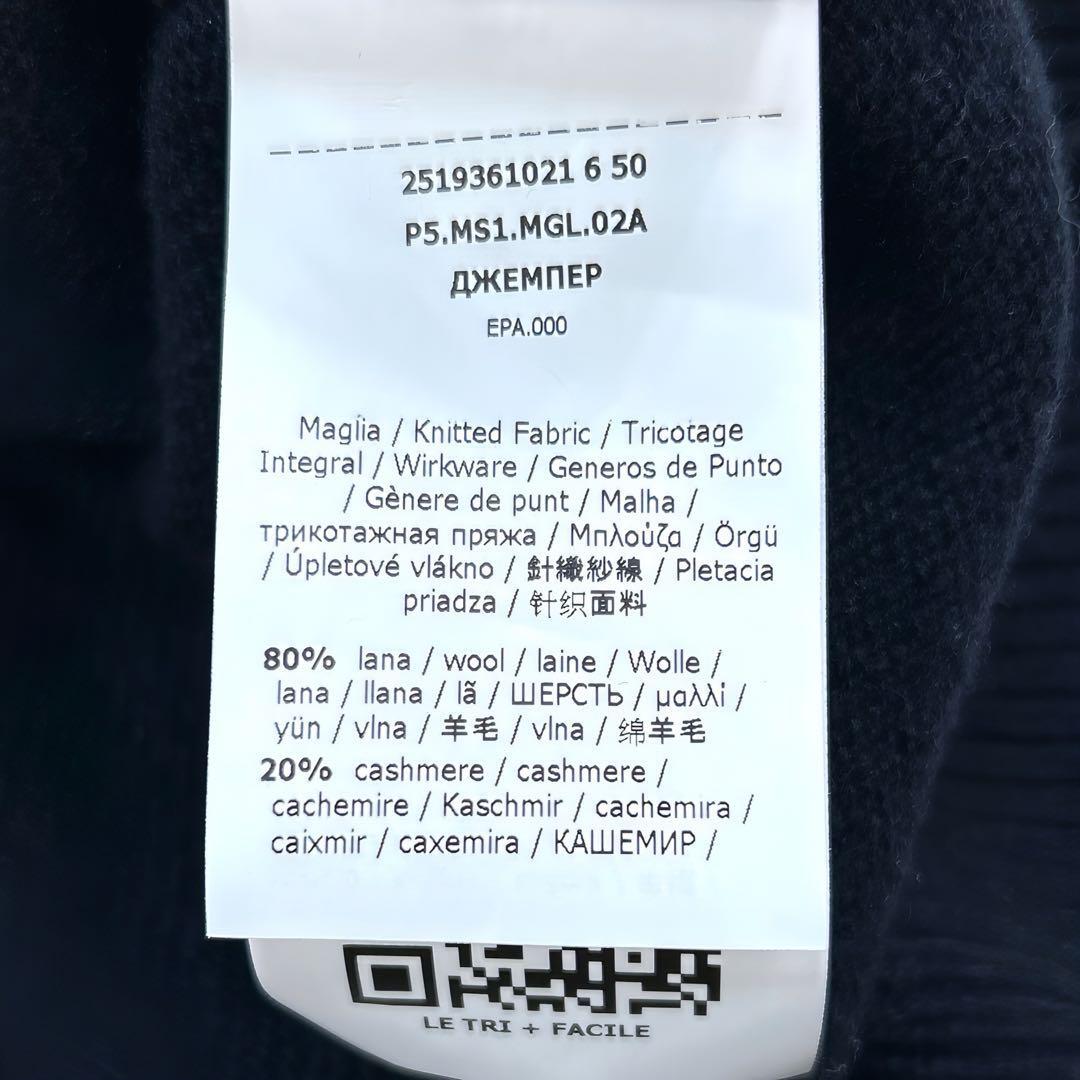 2519361021 6 50
P5.MS1.MGL.02A
ДЖЕМПЕР
EPA.000
Maglia / Knitted Fabric / Tricotage
Integral / Wirkware / Generos de Punto
/ Gènere de punt / Malha /
трикотажная пряжа / Μπλούζα / Örgü
/ Úpletové vlákno / 針織紗線 / Pletacia
priadza / 针织面料
80% lana / wool / laine / Wolle /
lana / llana / lã / ШЕРСТЬ / μαλλί /
yün / vlna / 羊毛 / vlna / 绵羊毛
20% cashmere / cashmere /
cachemire / Kaschmir / cachemira /
caixmir / caxemira / КАШЕМИР /
LE TRI + FACILE